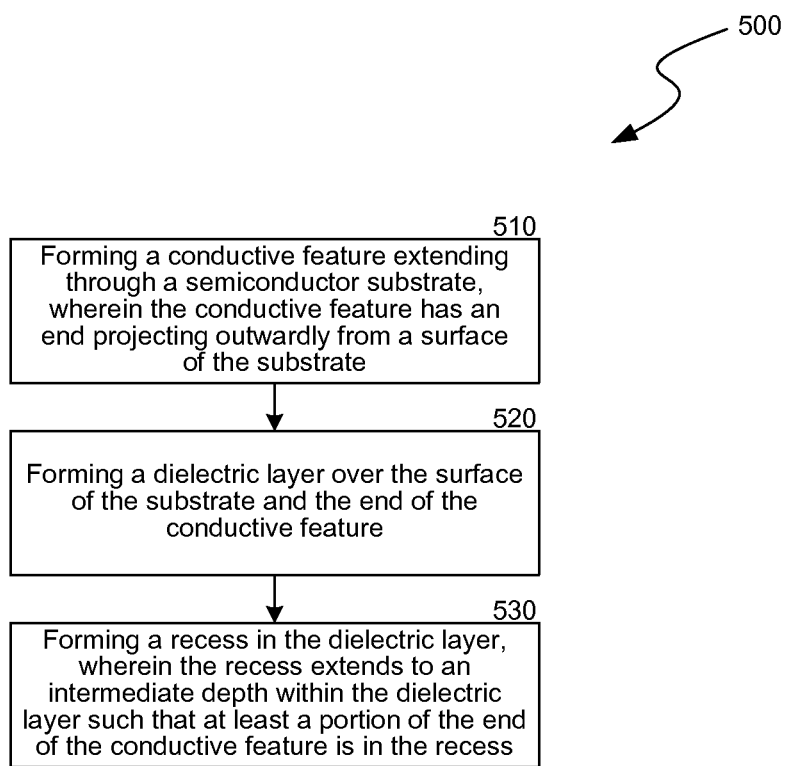 500
510
Forming a conductive feature extending
through a semiconductor substrate,
wherein the conductive feature has an
end projecting outwardly from a surface
of the substrate
520
Forming a dielectric layer over the surface
of the substrate and the end of the
conductive feature
530
Forming a recess in the dielectric layer,
wherein the recess extends to an
intermediate depth within the dielectric
layer such that at least a portion of the end
of the conductive feature is in the recess